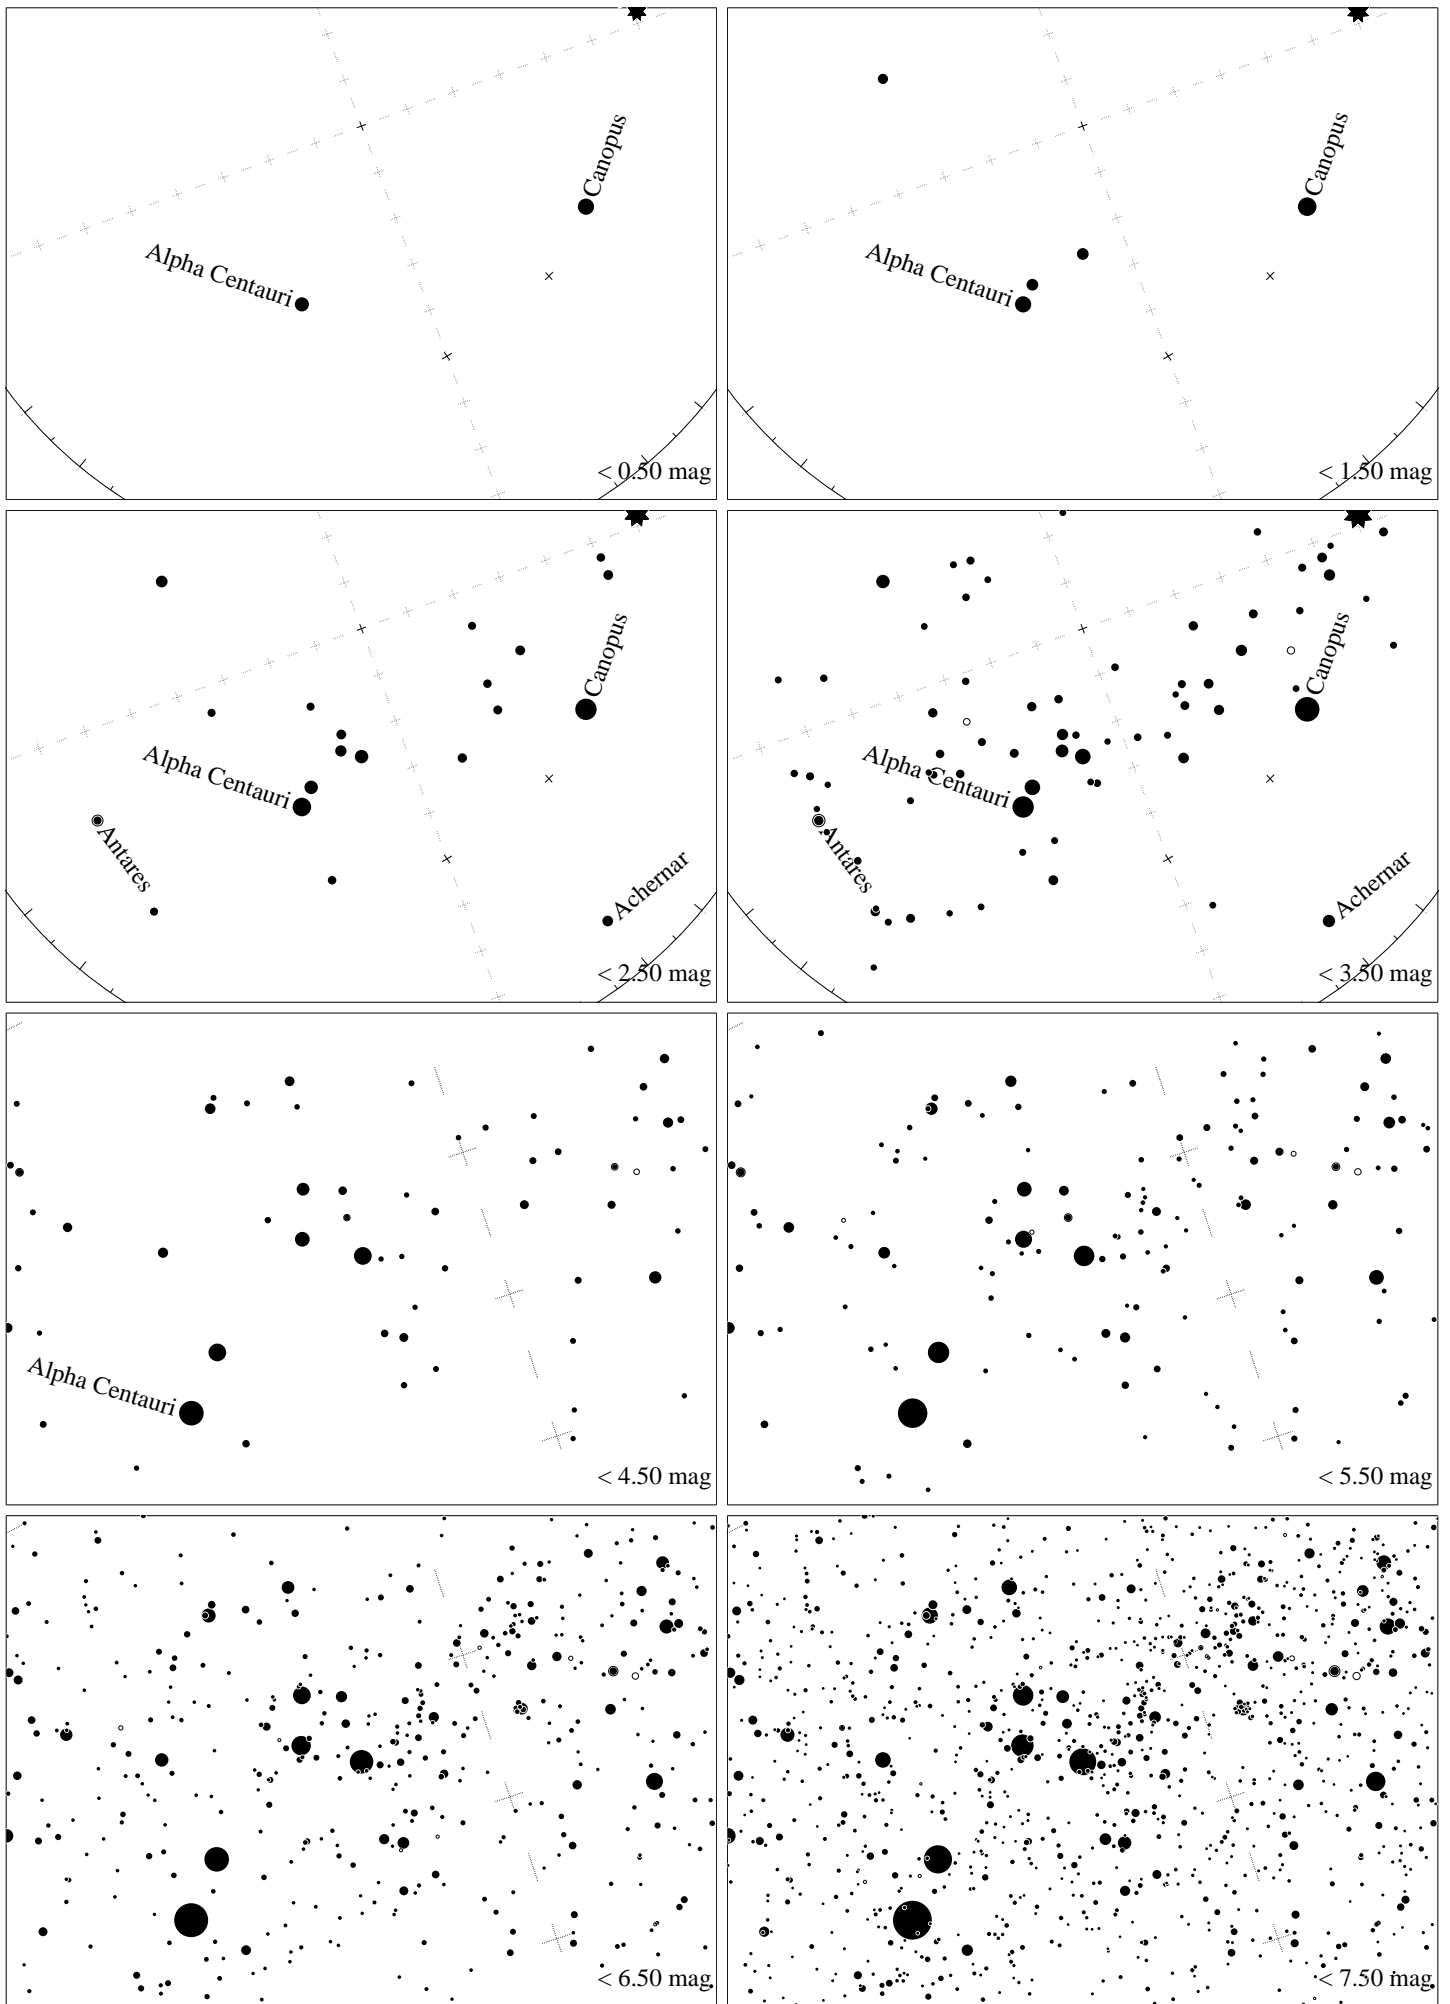 Canopus
Alpha Centauri
< 0.50 mag
Canopus
Alpha Centauri
< 1.50 mag
Canopus
Alpha Centauri
Antares
Achernar
< 2.50 mag
Canopus
Alpha Centauri
Antares
Achernar
< 3.50 mag
Alpha Centauri
< 4.50 mag
< 5.50 mag
< 6.50 mag
< 7.50 mag